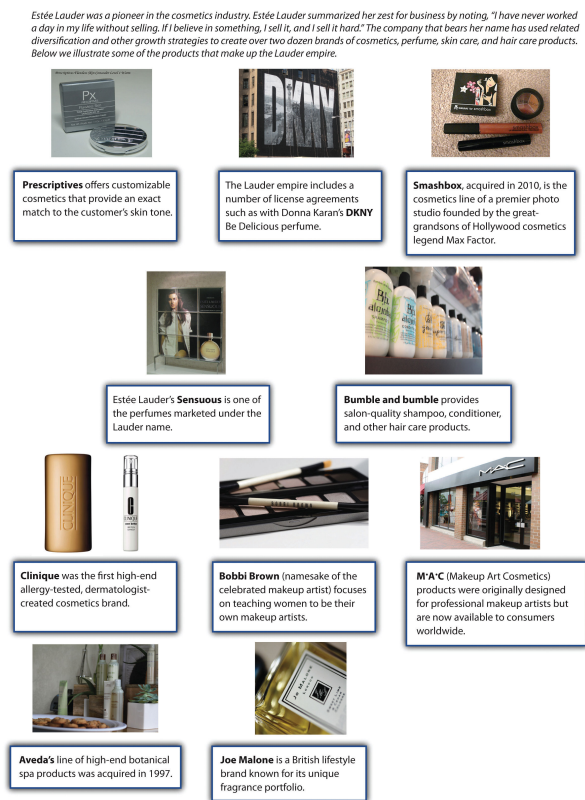 Estée Lauder was a pioneer in the cosmetics industry. Estée Lauder summarized her zest for business by noting, “I have never worked
a day in my life without selling. If I believe in something, I sell it, and I sell it hard.” The company that bears her name has used related
diversification and other growth strategies to create over two dozen brands of cosmetics, perfume, skin care, and hair care products.
Below we illustrate some of the products that make up the Lauder empire.
Px
DKNY
smashbox
Prescriptives offers customizable
cosmetics that provide an exact
match to the customer’s skin tone.
The Lauder empire includes a
number of license agreements
such as with Donna Karan’s DKNY
Be Delicious perfume.
Smashbox, acquired in 2010, is the
cosmetics line of a premier photo
studio founded by the great-
grandsons of Hollywood cosmetics
legend Max Factor.
Bb.
Estée Lauder’s Sensuous is one of
the perfumes marketed under the
Lauder name.
Bumble and bumble provides
salon-quality shampoo, conditioner,
and other hair care products.
CLINIQUE
C
CLINIQUE
BOBBI BROWN
MAC
Clinique was the first high-end
allergy-tested, dermatologist-
created cosmetics brand.
Bobbi Brown (namesake of the
celebrated makeup artist) focuses
on teaching women to be their
own makeup artists.
M*A*C (Makeup Art Cosmetics)
products were originally designed
for professional makeup artists but
are now available to consumers
worldwide.
Jo Malone
London
Aveda’s line of high-end botanical
spa products was acquired in 1997.
Joe Malone is a British lifestyle
brand known for its unique
fragrance portfolio.